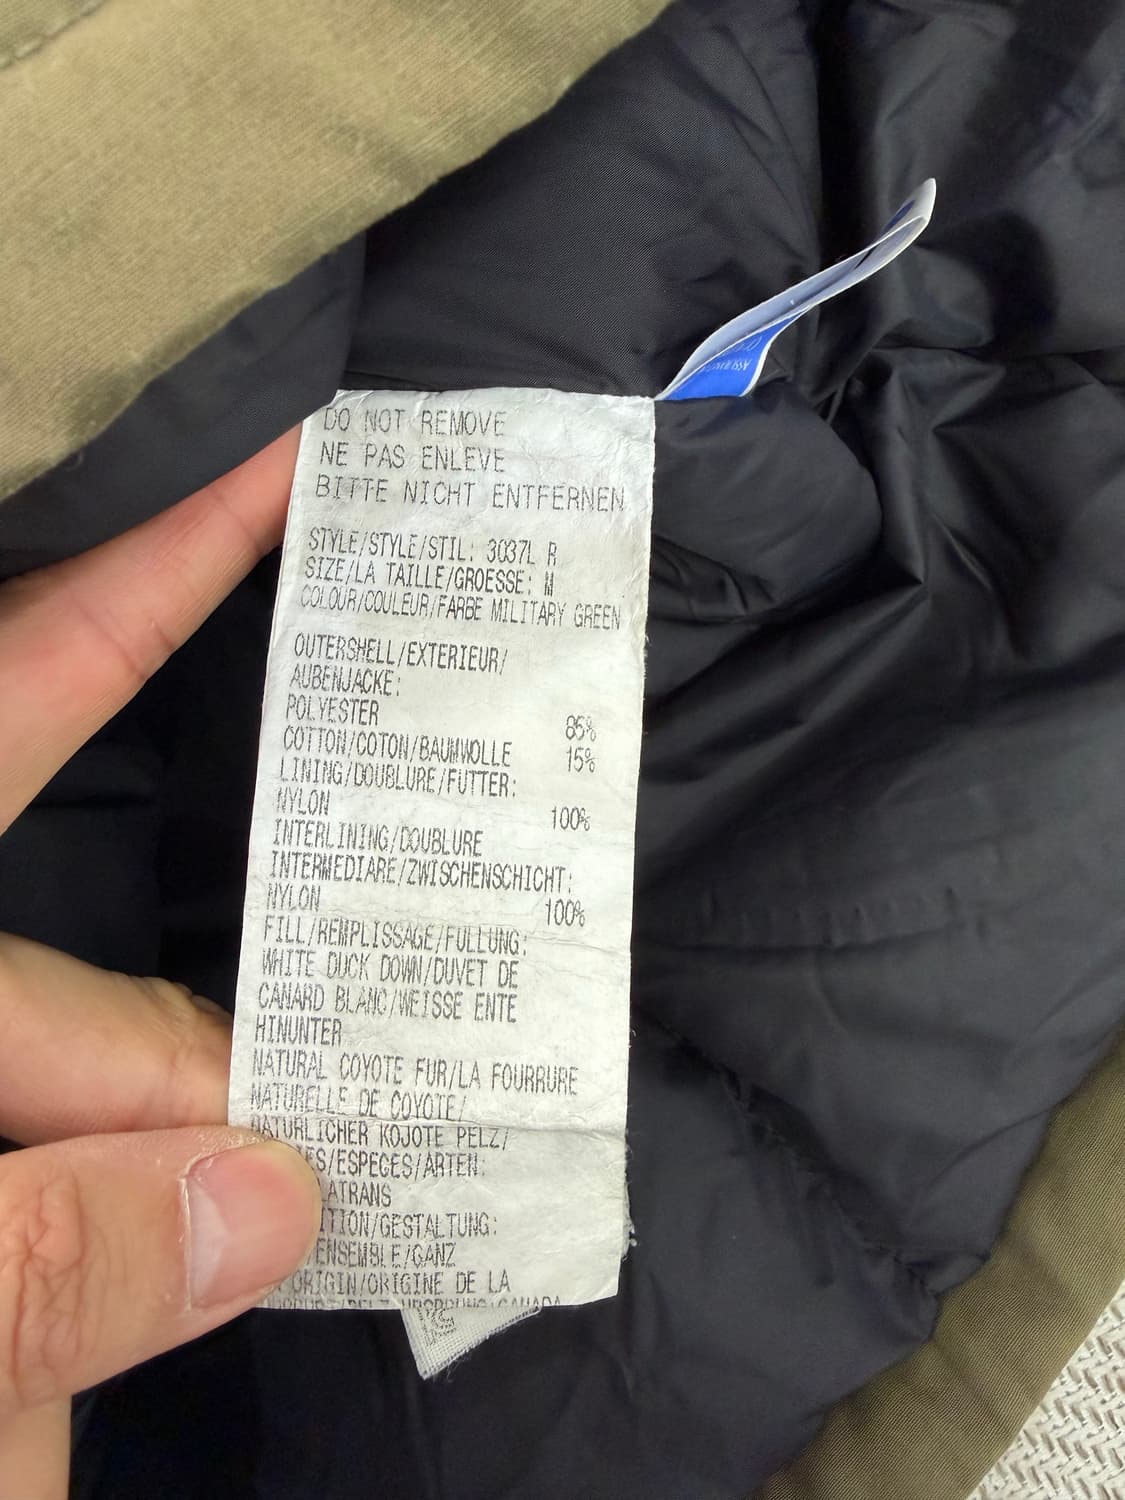 DO NOT REMOVE
NE PAS ENLEVE
BITTE NICHT ENTFERNEN
STYLE/STYLE/STIL: 3037L R
SIZE/LA TAILLE/GROESSE: M
COLOUR/COULEUR/FARBE MILITARY GREEN
OUTERSHELL/EXTERIEUR/
AUBENJACKE:
POLYESTER 85%
COTTON/COTON/BAUMWOLLE 15%
LINING/DOUBLURE/FUTTER:
NYLON 100%
INTERLINING/DOUBLURE
INTERMEDIARE/ZWISCHENSCHICHT:
NYLON 100%
FILL/REMPLISSAGE/FULLUNG:
WHITE DUCK DOWN/DUVET DE
CANARD BLANC/WEISSE ENTE
HINUNTER
NATURAL COYOTE FUR/LA FOURRURE
NATURELLE DE COYOTE/
NATURLICHER KOJOTE PELZ/
/ESPECES/ARTEN:
LATRANS
/GESTALTUNG:
/ENSEMBLE/GANZ
ORIGIN/ORIGINE DE LA